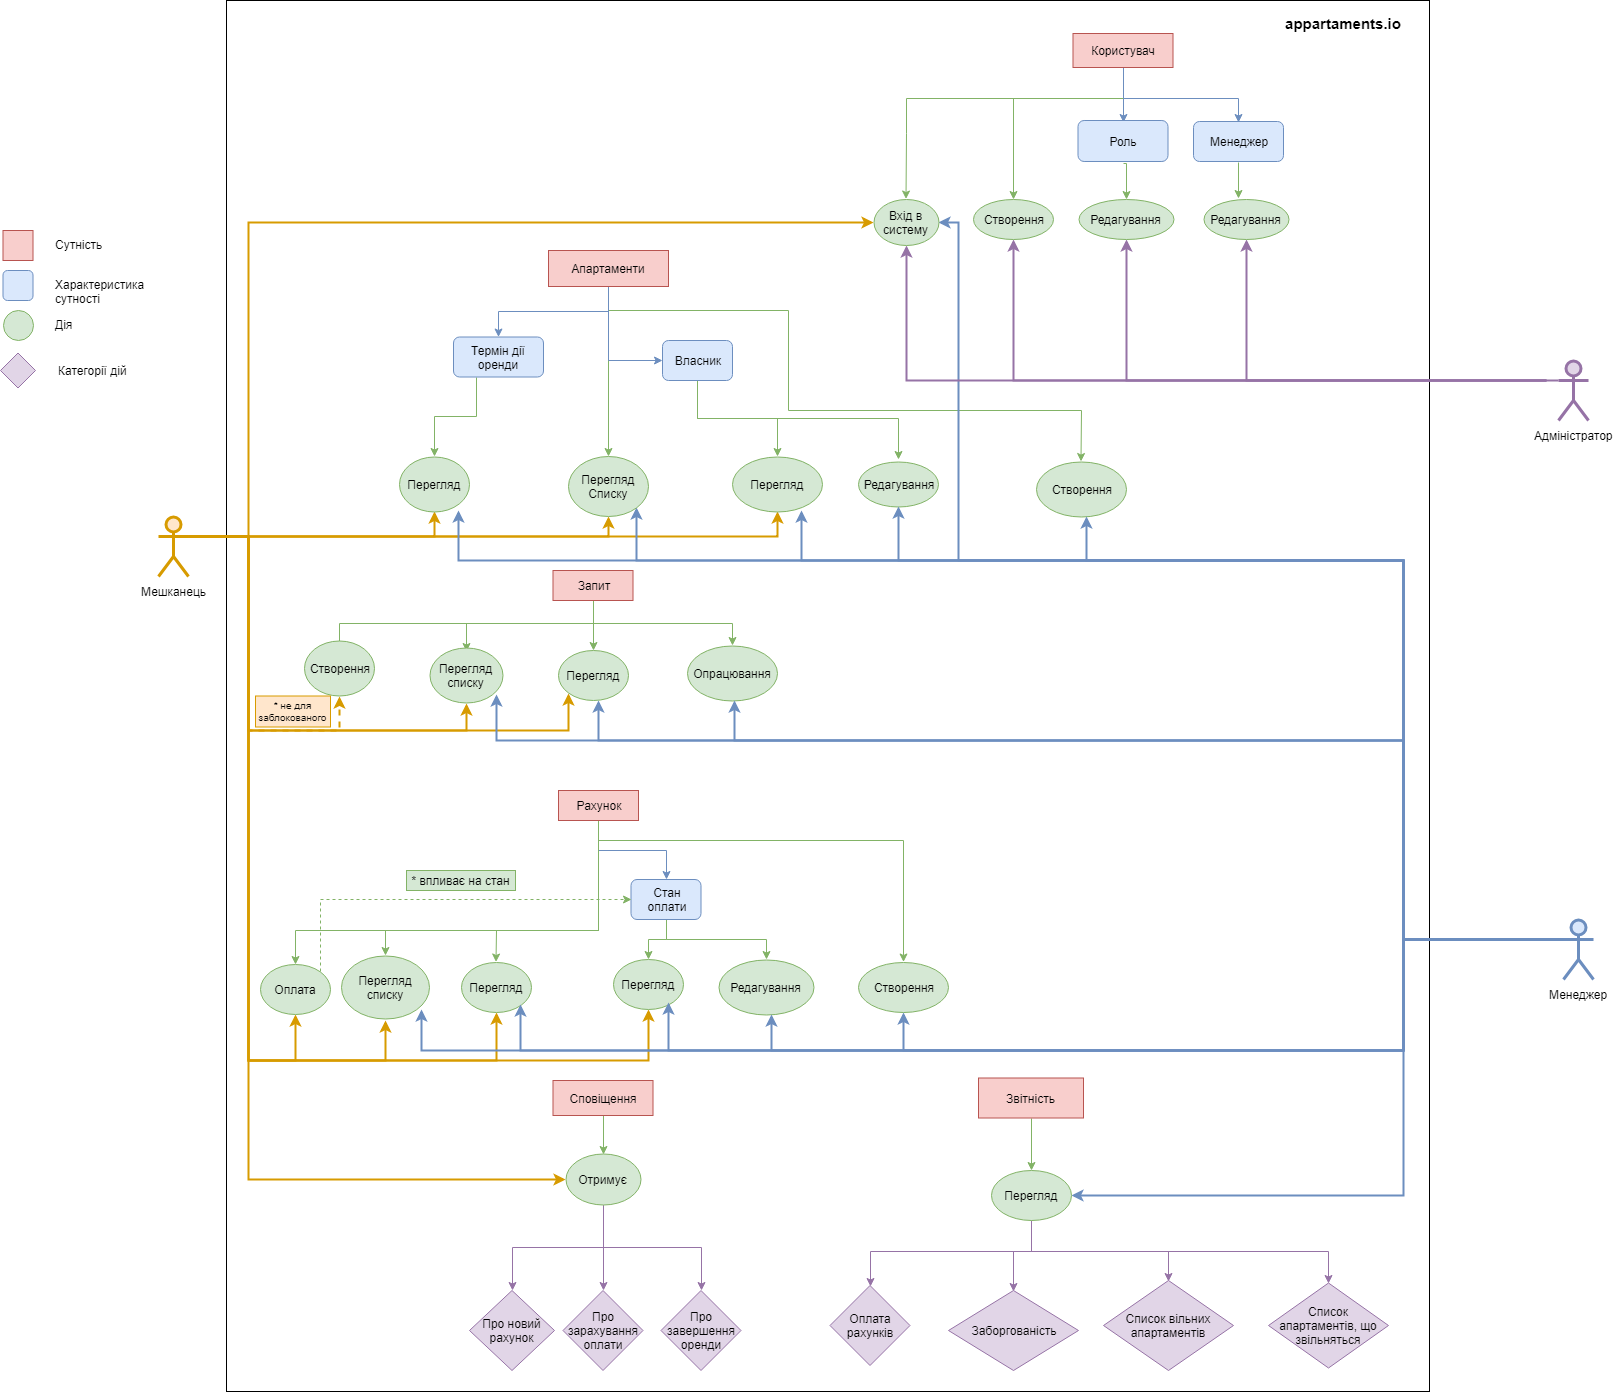 appartaments.io
Користувач
Роль
Менеджер
Вхід в
систему
Створення
Редагування
Редагування
Сутність
Характеристика
сутності
Дія
Категорії дій
Апартаменти
Термін дії
оренди
Власник
Перегляд
Перегляд
Списку
Перегляд
Редагування
Створення
Адміністратор
Мешканець
Запит
Створення
Перегляд
списку
Перегляд
Опрацювання
* не для
заблокованого
Рахунок
* впливає на стан
Стан
оплати
Оплата
Перегляд
списку
Перегляд
Перегляд
Редагування
Створення
Менеджер
Сповіщення
Звітність
Отримує
Перегляд
Про новий
рахунок
Про
зарахування
оплати
Про
завершення
оренди
Оплата
рахунків
Заборгованість
Список вільних
апартаментів
Список
апартаментів, що
звільняться